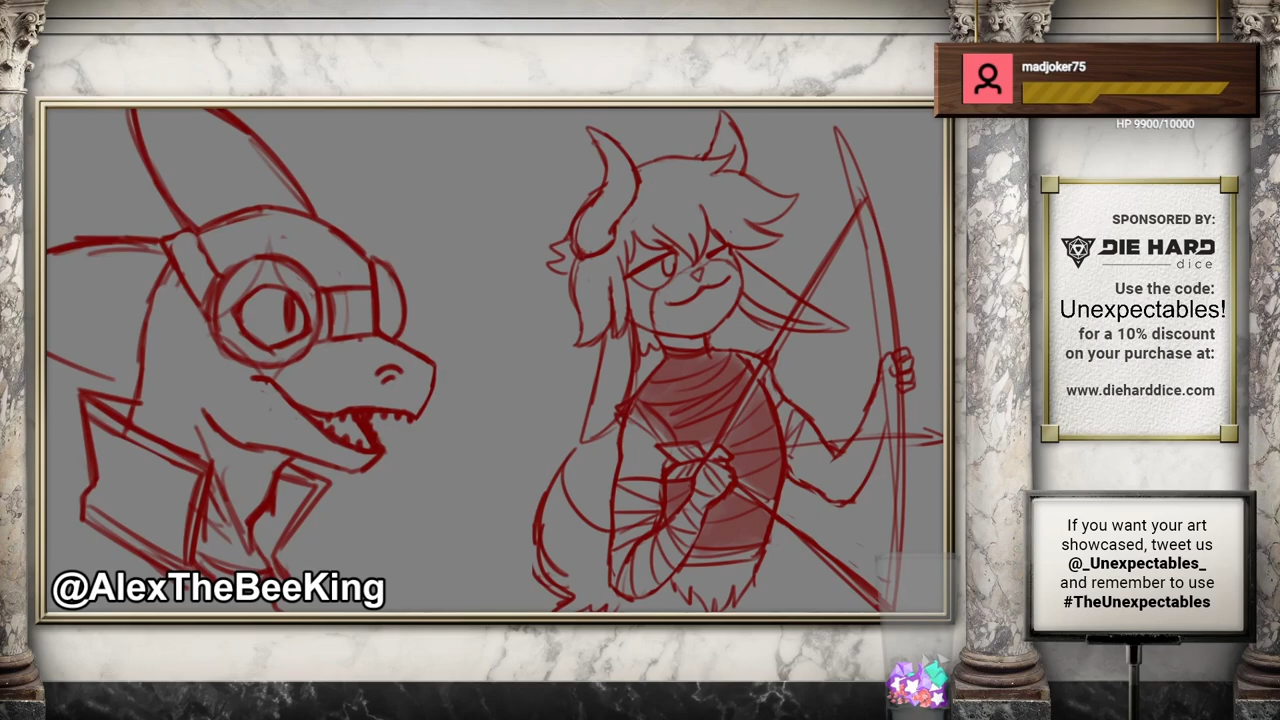 madjoker75
HP 9900/10000
SPONSORED BY:
DIE HARD
dice
Use the code:
Unexpectables!
for a 10% discount
on your purchase at:
www.dieharddice.com
If you want your art
showcased, tweet us
@_Unexpectables_
and remember to use
#TheUnexpectables
@AlexTheBeeKing